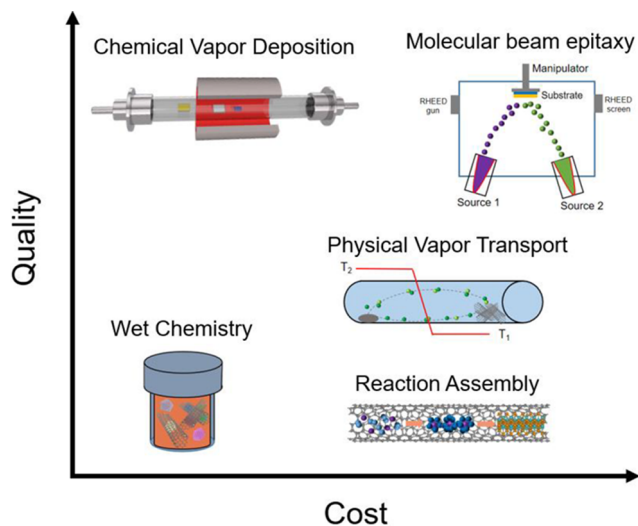 Chemical Vapor Deposition
Molecular beam epitaxy
Manipulator
Substrate
RHEED
gun
RHEED
screen
Source 1
Source 2
Physical Vapor Transport
T₂
T₁
Wet Chemistry
Reaction Assembly
Quality
Cost